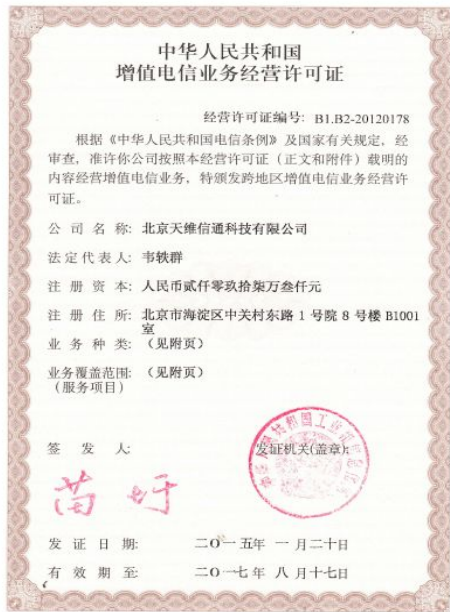 中华人民共和国
增值电信业务经营许可证
经营许可证编号: B1.B2-20120178
根据《中华人民共和国电信条例》及国家有关规定，经
审查，准许你公司按照本经营许可证（正文和附件）载明的
内容经营增值电信业务，特颁发跨地区增值电信业务经营许
可证。
公司名称: 北京天维信通科技有限公司
法定代表人: 韦轶群
注册资本: 人民币贰仟零玖拾柒万叁仟元
注册住所: 北京市海淀区中关村东路1号院8号楼B1001
室
业务种类: （见附页）
业务覆盖范围: （见附页）
（服务项目）
签发人: 发证机关(盖章):
苗圩
发证日期: 二〇一五年一月二十日
有效期至: 二〇一七年八月十七日